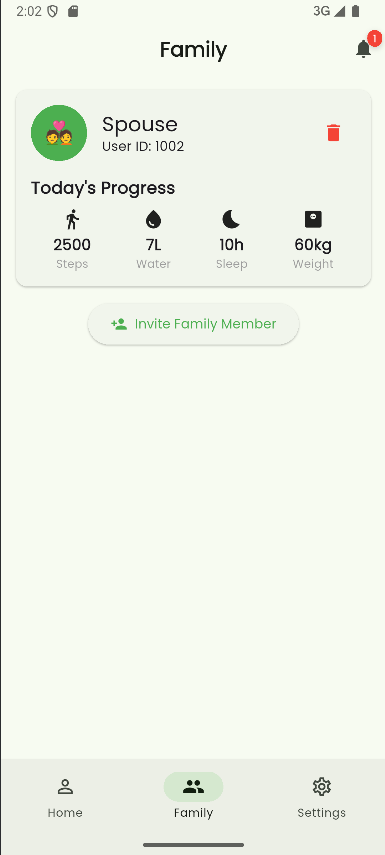 2:02 3G
Family
1
Spouse
User ID: 1002
Today's Progress
2500 7L 10h 60kg
Steps Water Sleep Weight
Invite Family Member
Home Family Settings